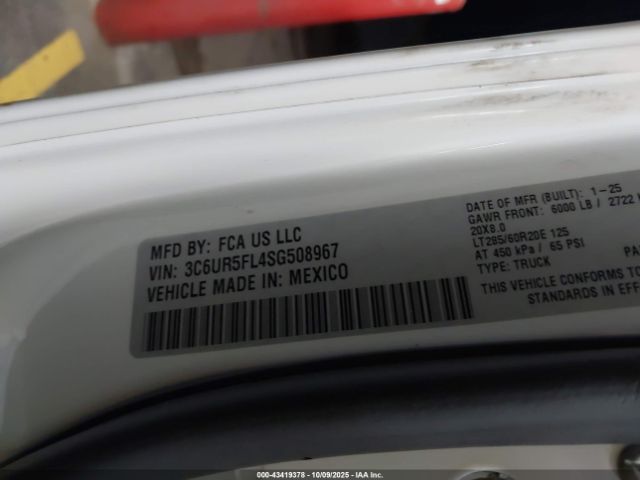 MFD BY: FCA US LLC
VIN: 3C6UR5FL4SG508967
VEHICLE MADE IN: MEXICO
DATE OF MFR (BUILT): 1-25
GAWR FRONT: 6000 LB / 2722
20X8.0
LT285/60R20E 125
AT 450 kPa / 65 PSI
TYPE: TRUCK
THIS VEHICLE CONFORMS TO
STANDARDS IN EFF
000-43419378 - 10/09/2025 - IAA Inc.